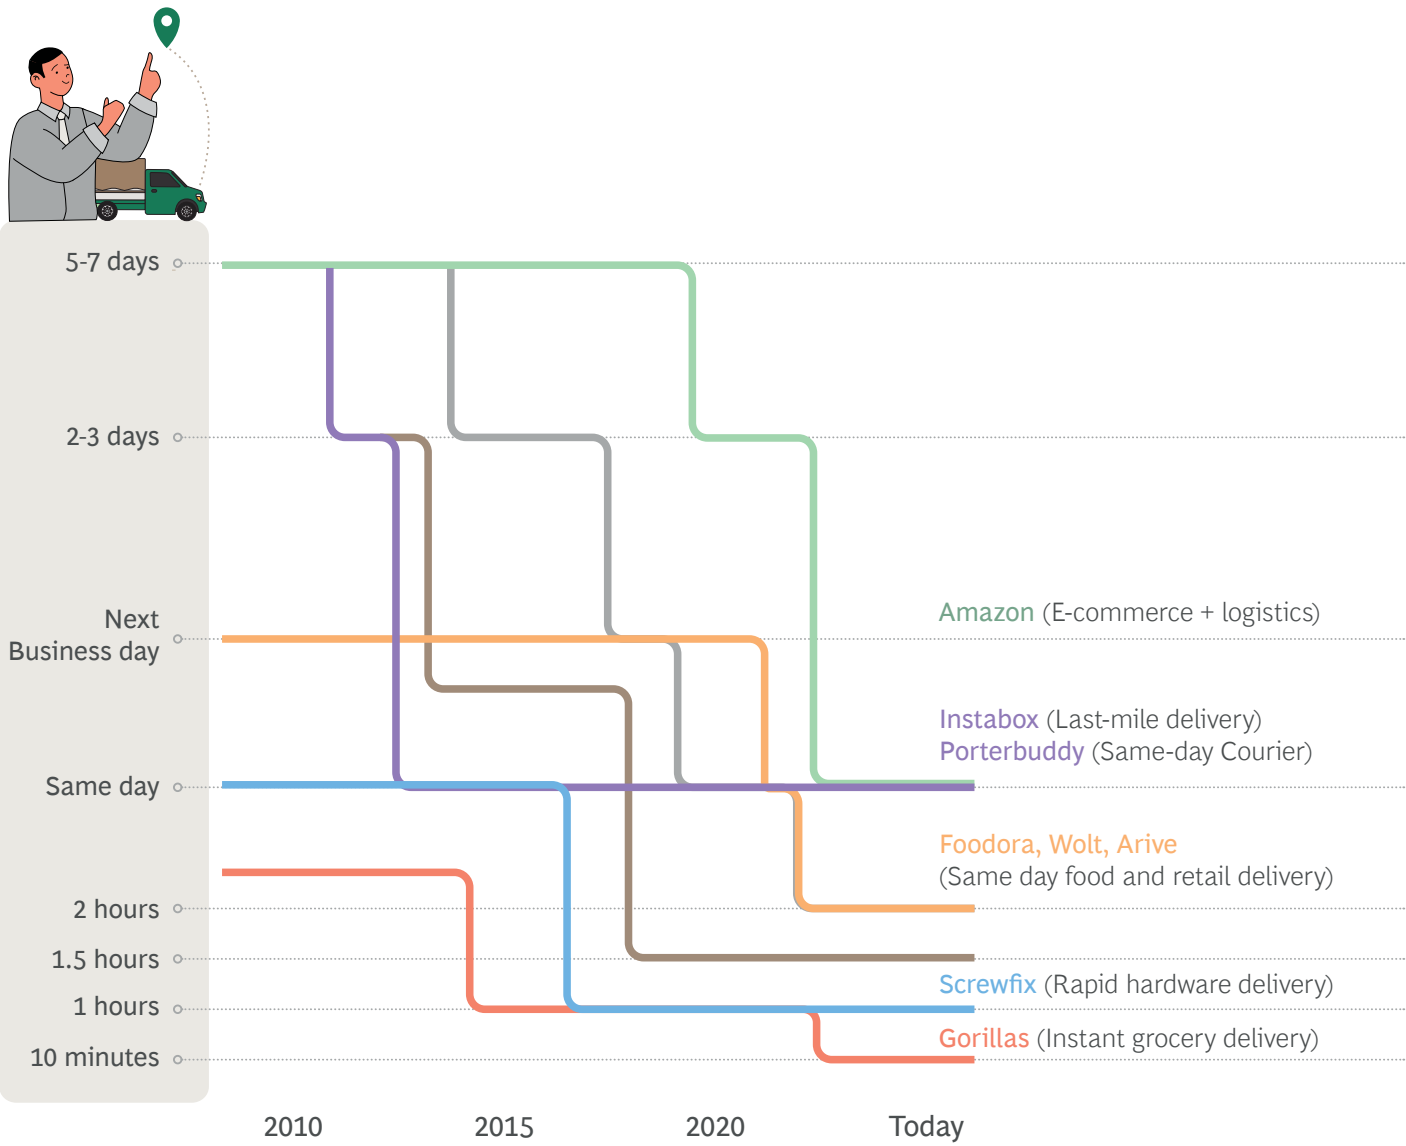 5-7 days
2-3 days
Next
Business day
Amazon (E-commerce + logistics)
Instabox (Last-mile delivery)
Porterbuddy (Same-day Courier)
Same day
Foodora, Wolt, Arive
(Same day food and retail delivery)
2 hours
1.5 hours
Screwfix (Rapid hardware delivery)
1 hours
Gorillas (Instant grocery delivery)
10 minutes
2010 2015 2020 Today